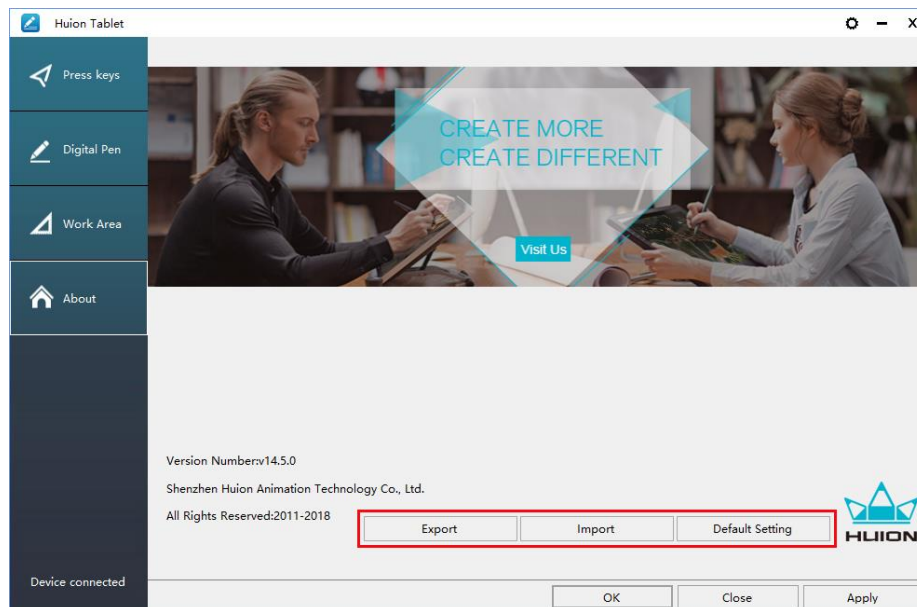 Huion Tablet
Press keys
Digital Pen
Work Area
About
CREATE MORE
CREATE DIFFERENT
Visit Us
Version Number:v14.5.0
Shenzhen Huion Animation Technology Co., Ltd.
All Rights Reserved:2011-2018
Export Import Default Setting
HUION
Device connected
OK Close Apply